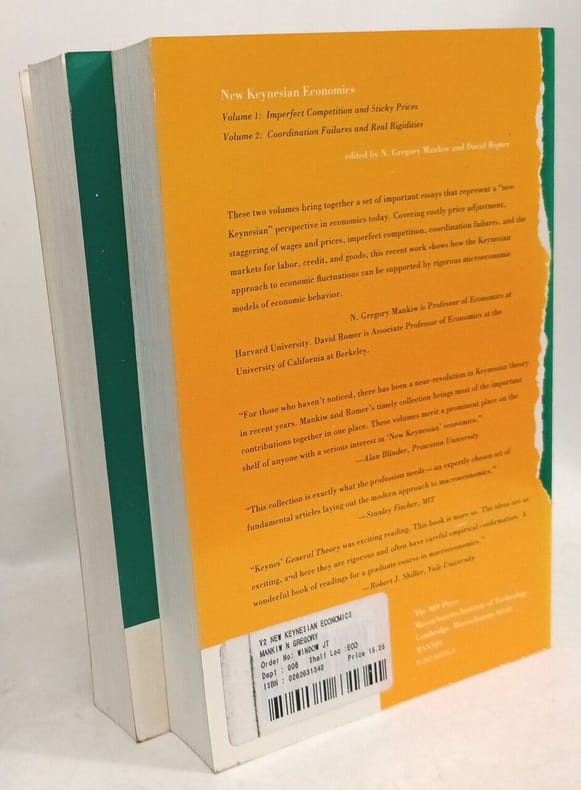 New Keynesian Economics
Volume 1: Imperfect Competition and Sticky Prices
Volume 2: Coordination Failures and Real Rigidities
edited by N. Gregory Mankiw and David Romer
These two volumes bring together a set of important essays that represent a "new
Keynesian" perspective in economics today. Covering costly price adjustment,
staggering of wages and prices, imperfect competition, coordination failures, and the
markets for labor, credit, and goods, this recent work shows how the Keynesian
approach to economic fluctuations can be supported by rigorous microeconomic
models of economic behavior.
N. Gregory Mankiw is Professor of Economics at
Harvard University. David Romer is Associate Professor of Economics at the
University of California at Berkeley.
"For those who haven't noticed, there has been a near-revolution in Keynesian theory
in recent years. Mankiw and Romer's timely collection brings most of the important
contributions together in one place. These volumes merit a prominent place on the
shelf of anyone with a serious interest in 'New Keynesian' economics."
—Alan Blinder, Princeton University
"This collection is exactly what the profession needs—an expertly chosen set of
fundamental articles laying out the modern approach to macroeconomics."
—Stanley Fischer, MIT
"Keynes' General Theory was exciting reading. This book is more so. The ideas are as
exciting, and here they are rigorous and often have careful empirical confirmation. A
wonderful book of readings for a graduate course in macroeconomics."
—Robert J. Shiller, Yale University
The MIT Press
Massachusetts Institute of Technology
Cambridge, Massachusetts 02142
V2 NEW KEYNESIAN ECONOMICS
MANKIW N GREGORY
Order No: WINDOW JT
Dept : 006 Shelf Loc :ECO
ISBN : 0262631342 Price 16.25